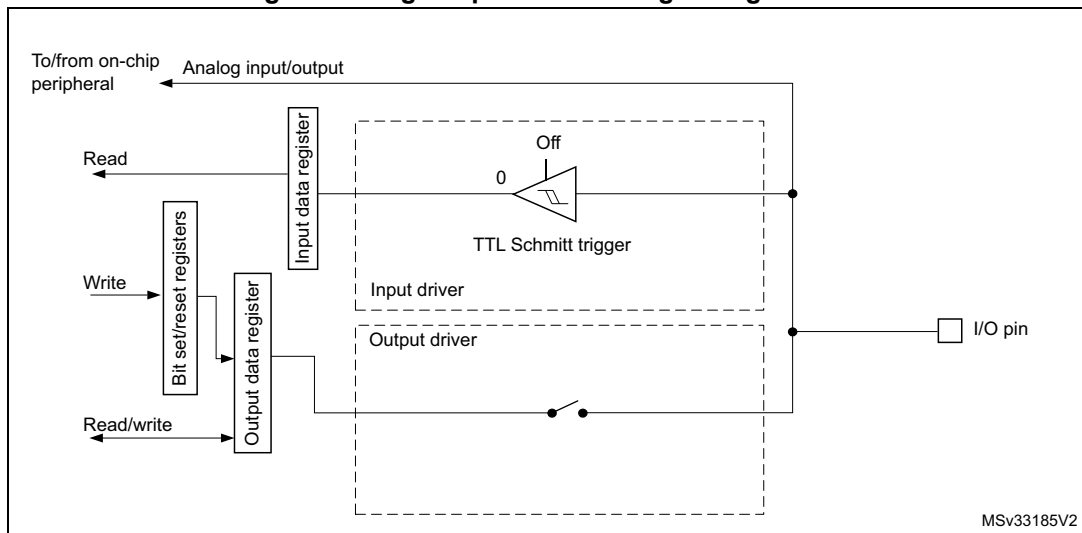 To/from on-chip
peripheral
Analog input/output
Read
Input data register
Off
0
TTL Schmitt trigger
Input driver
Write
Bit set/reset registers
Output data register
Read/write
Output driver
I/O pin
MSv33185V2